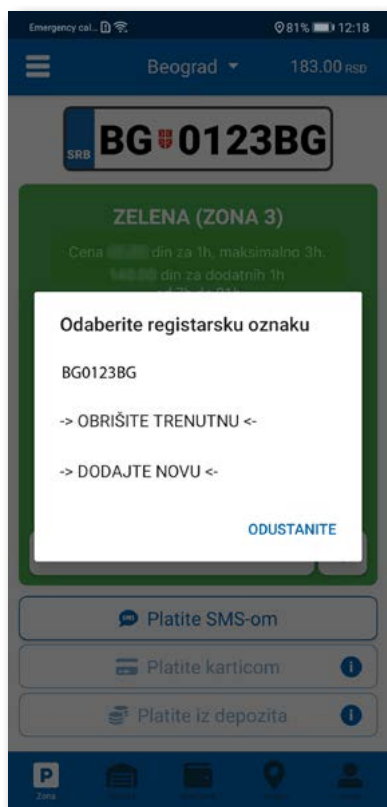 Emergency cal... 81% 12:18
Beograd 183.00 RSD
SRB BG 0123BG
ZELENA (ZONA 3)
Cena din za 1h, maksimalno 3h.
din za dodatnih 1h
Odaberite registarsku oznaku
BG0123BG
-> OBRIŠITE TRENUTNU <-
-> DODAJTE NOVU <-
ODUSTANITE
Platite SMS-om
Platite karticom
Platite iz depozita
P
Zona